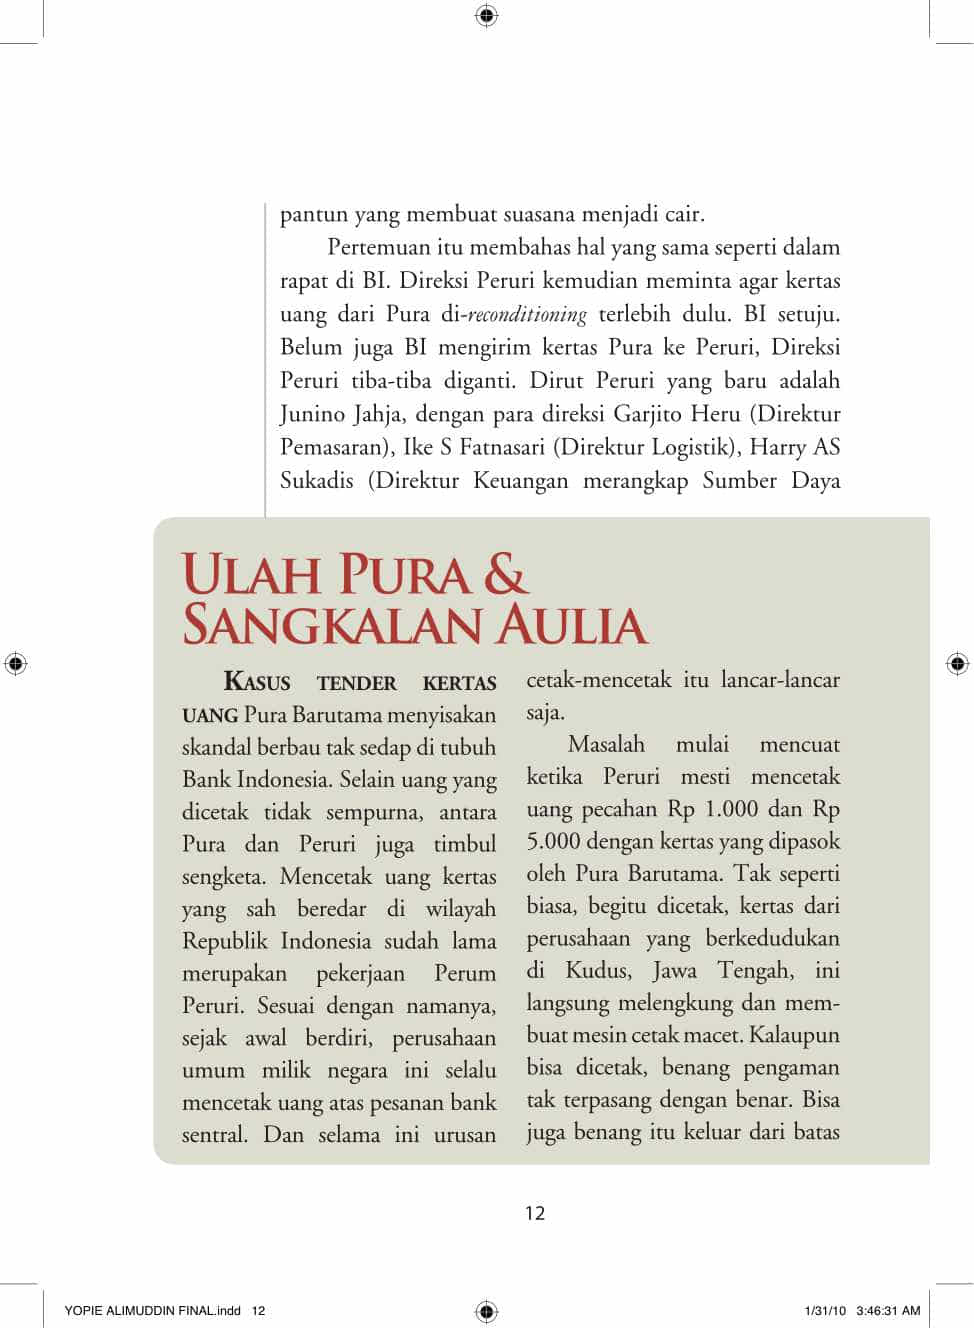 pantun yang membuat suasana menjadi cair.
Pertemuan itu membahas hal yang sama seperti dalam
rapat di BI. Direksi Peruri kemudian meminta agar kertas
uang dari Pura di-reconditioning terlebih dulu. BI setuju.
Belum juga BI mengirim kertas Pura ke Peruri, Direksi
Peruri tiba-tiba diganti. Dirut Peruri yang baru adalah
Junino Jahja, dengan para direksi Garjito Heru (Direktur
Pemasaran), Ike S Fatnasari (Direktur Logistik), Harry AS
Sukadis (Direktur Keuangan merangkap Sumber Daya
ULAH PURA &
SANGKALAN AULIA
KASUS TENDER KERTAS
UANG Pura Barutama menyisakan
skandal berbau tak sedap di tubuh
Bank Indonesia. Selain uang yang
dicetak tidak sempurna, antara
Pura dan Peruri juga timbul
sengketa. Mencetak uang kertas
yang sah beredar di wilayah
Republik Indonesia sudah lama
merupakan pekerjaan Perum
Peruri. Sesuai dengan namanya,
sejak awal berdiri, perusahaan
umum milik negara ini selalu
mencetak uang atas pesanan bank
sentral. Dan selama ini urusan
cetak-mencetak itu lancar-lancar
saja.
Masalah mulai mencuat
ketika Peruri mesti mencetak
uang pecahan Rp 1.000 dan Rp
5.000 dengan kertas yang dipasok
oleh Pura Barutama. Tak seperti
biasa, begitu dicetak, kertas dari
perusahaan yang berkedudukan
di Kudus, Jawa Tengah, ini
langsung melengkung dan mem-
buat mesin cetak macet. Kalaupun
bisa dicetak, benang pengaman
tak terpasang dengan benar. Bisa
juga benang itu keluar dari batas
12
YOPIE ALIMUDDIN FINAL.indd 12
1/31/10 3:46:31 AM